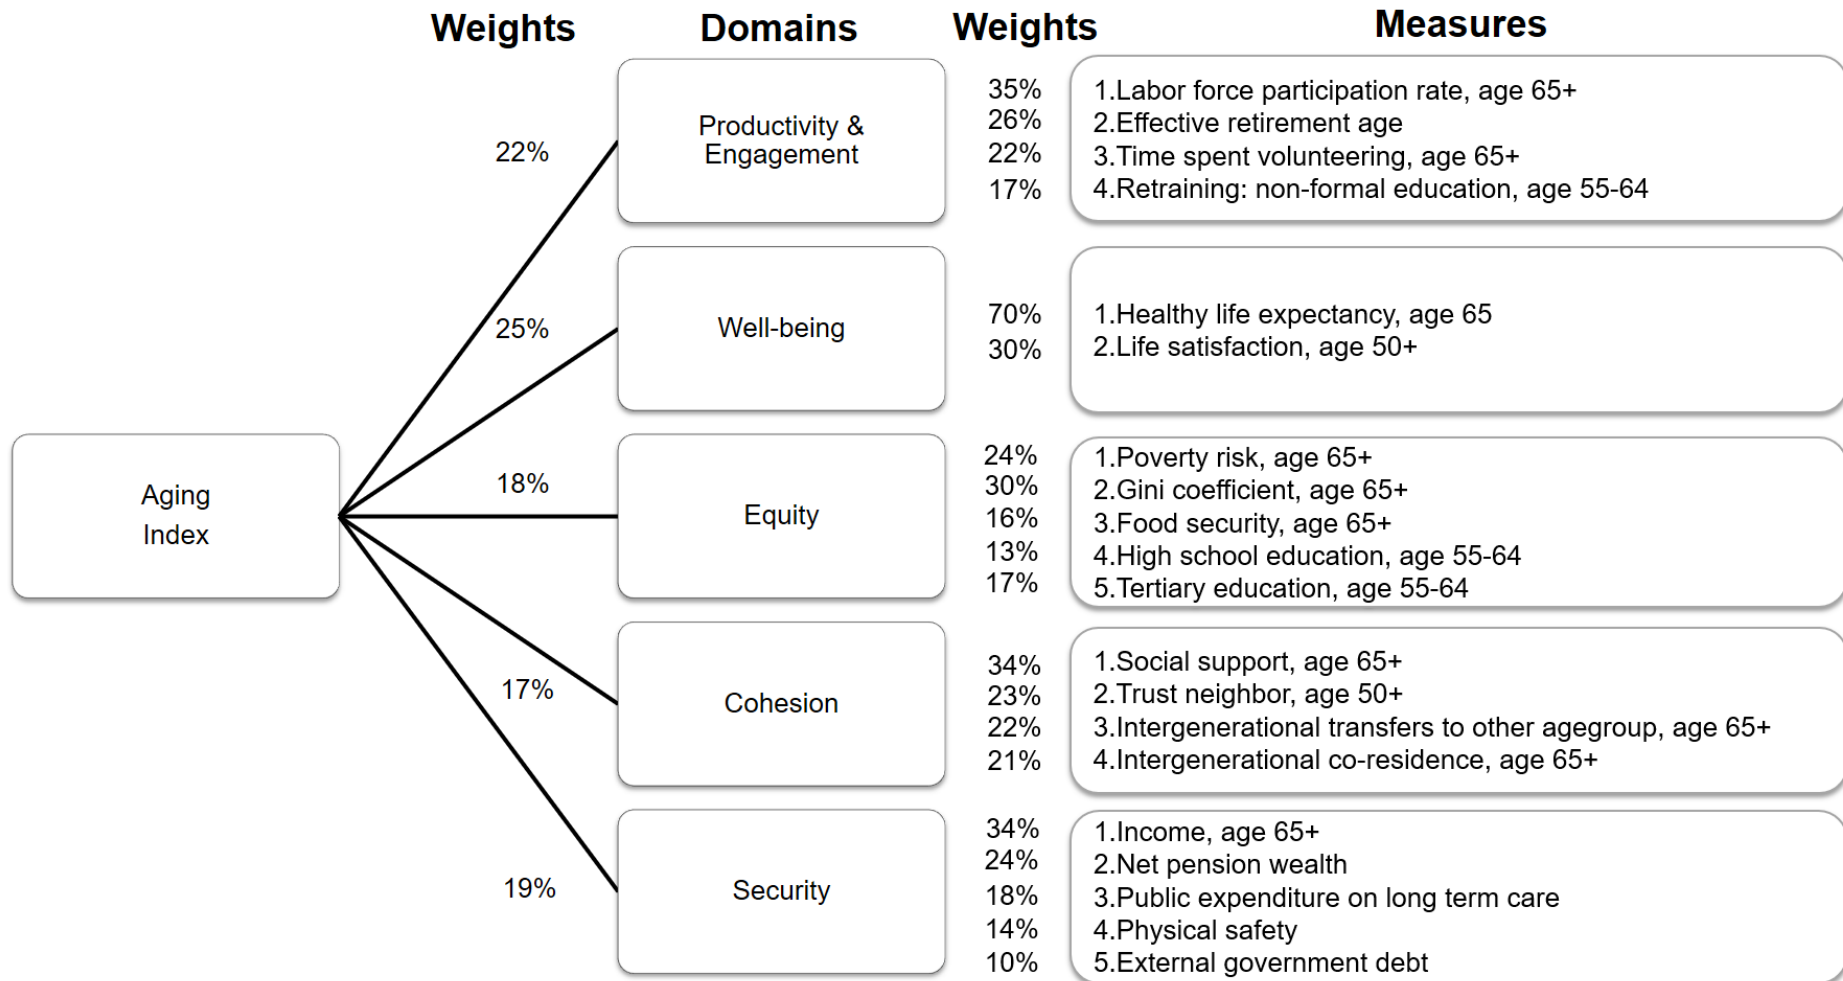 Weights Domains Weights Measures
Aging
Index
22%
25%
18%
17%
19%
Productivity &
Engagement
35% 1.Labor force participation rate, age 65+
26% 2.Effective retirement age
22% 3.Time spent volunteering, age 65+
17% 4.Retraining: non-formal education, age 55-64
Well-being
70% 1.Healthy life expectancy, age 65
30% 2.Life satisfaction, age 50+
Equity
24% 1.Poverty risk, age 65+
30% 2.Gini coefficient, age 65+
16% 3.Food security, age 65+
13% 4.High school education, age 55-64
17% 5.Tertiary education, age 55-64
Cohesion
34% 1.Social support, age 65+
23% 2.Trust neighbor, age 50+
22% 3.Intergenerational transfers to other agegroup, age 65+
21% 4.Intergenerational co-residence, age 65+
Security
34% 1.Income, age 65+
24% 2.Net pension wealth
18% 3.Public expenditure on long term care
14% 4.Physical safety
10% 5.External government debt